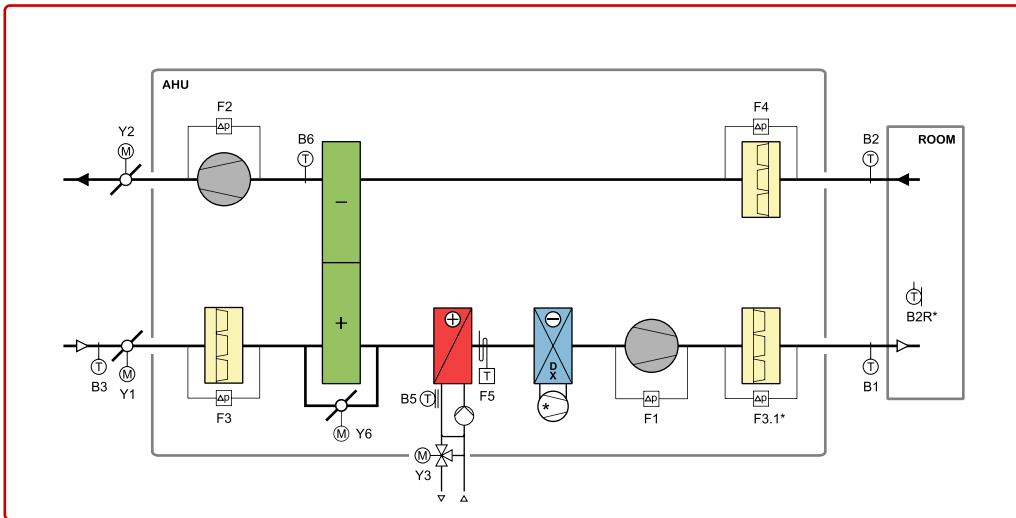 AHU
F2
F4
Y2
B6
B2
ROOM
M
Δp
T
Δp
T
−
T
B2R*
+
+
−
DX
T
B3
M
Y1
Δp
F3
M
Y6
B5
T
T
F5
*
Δp
F1
Δp
F3.1*
T
B1
M
Y3